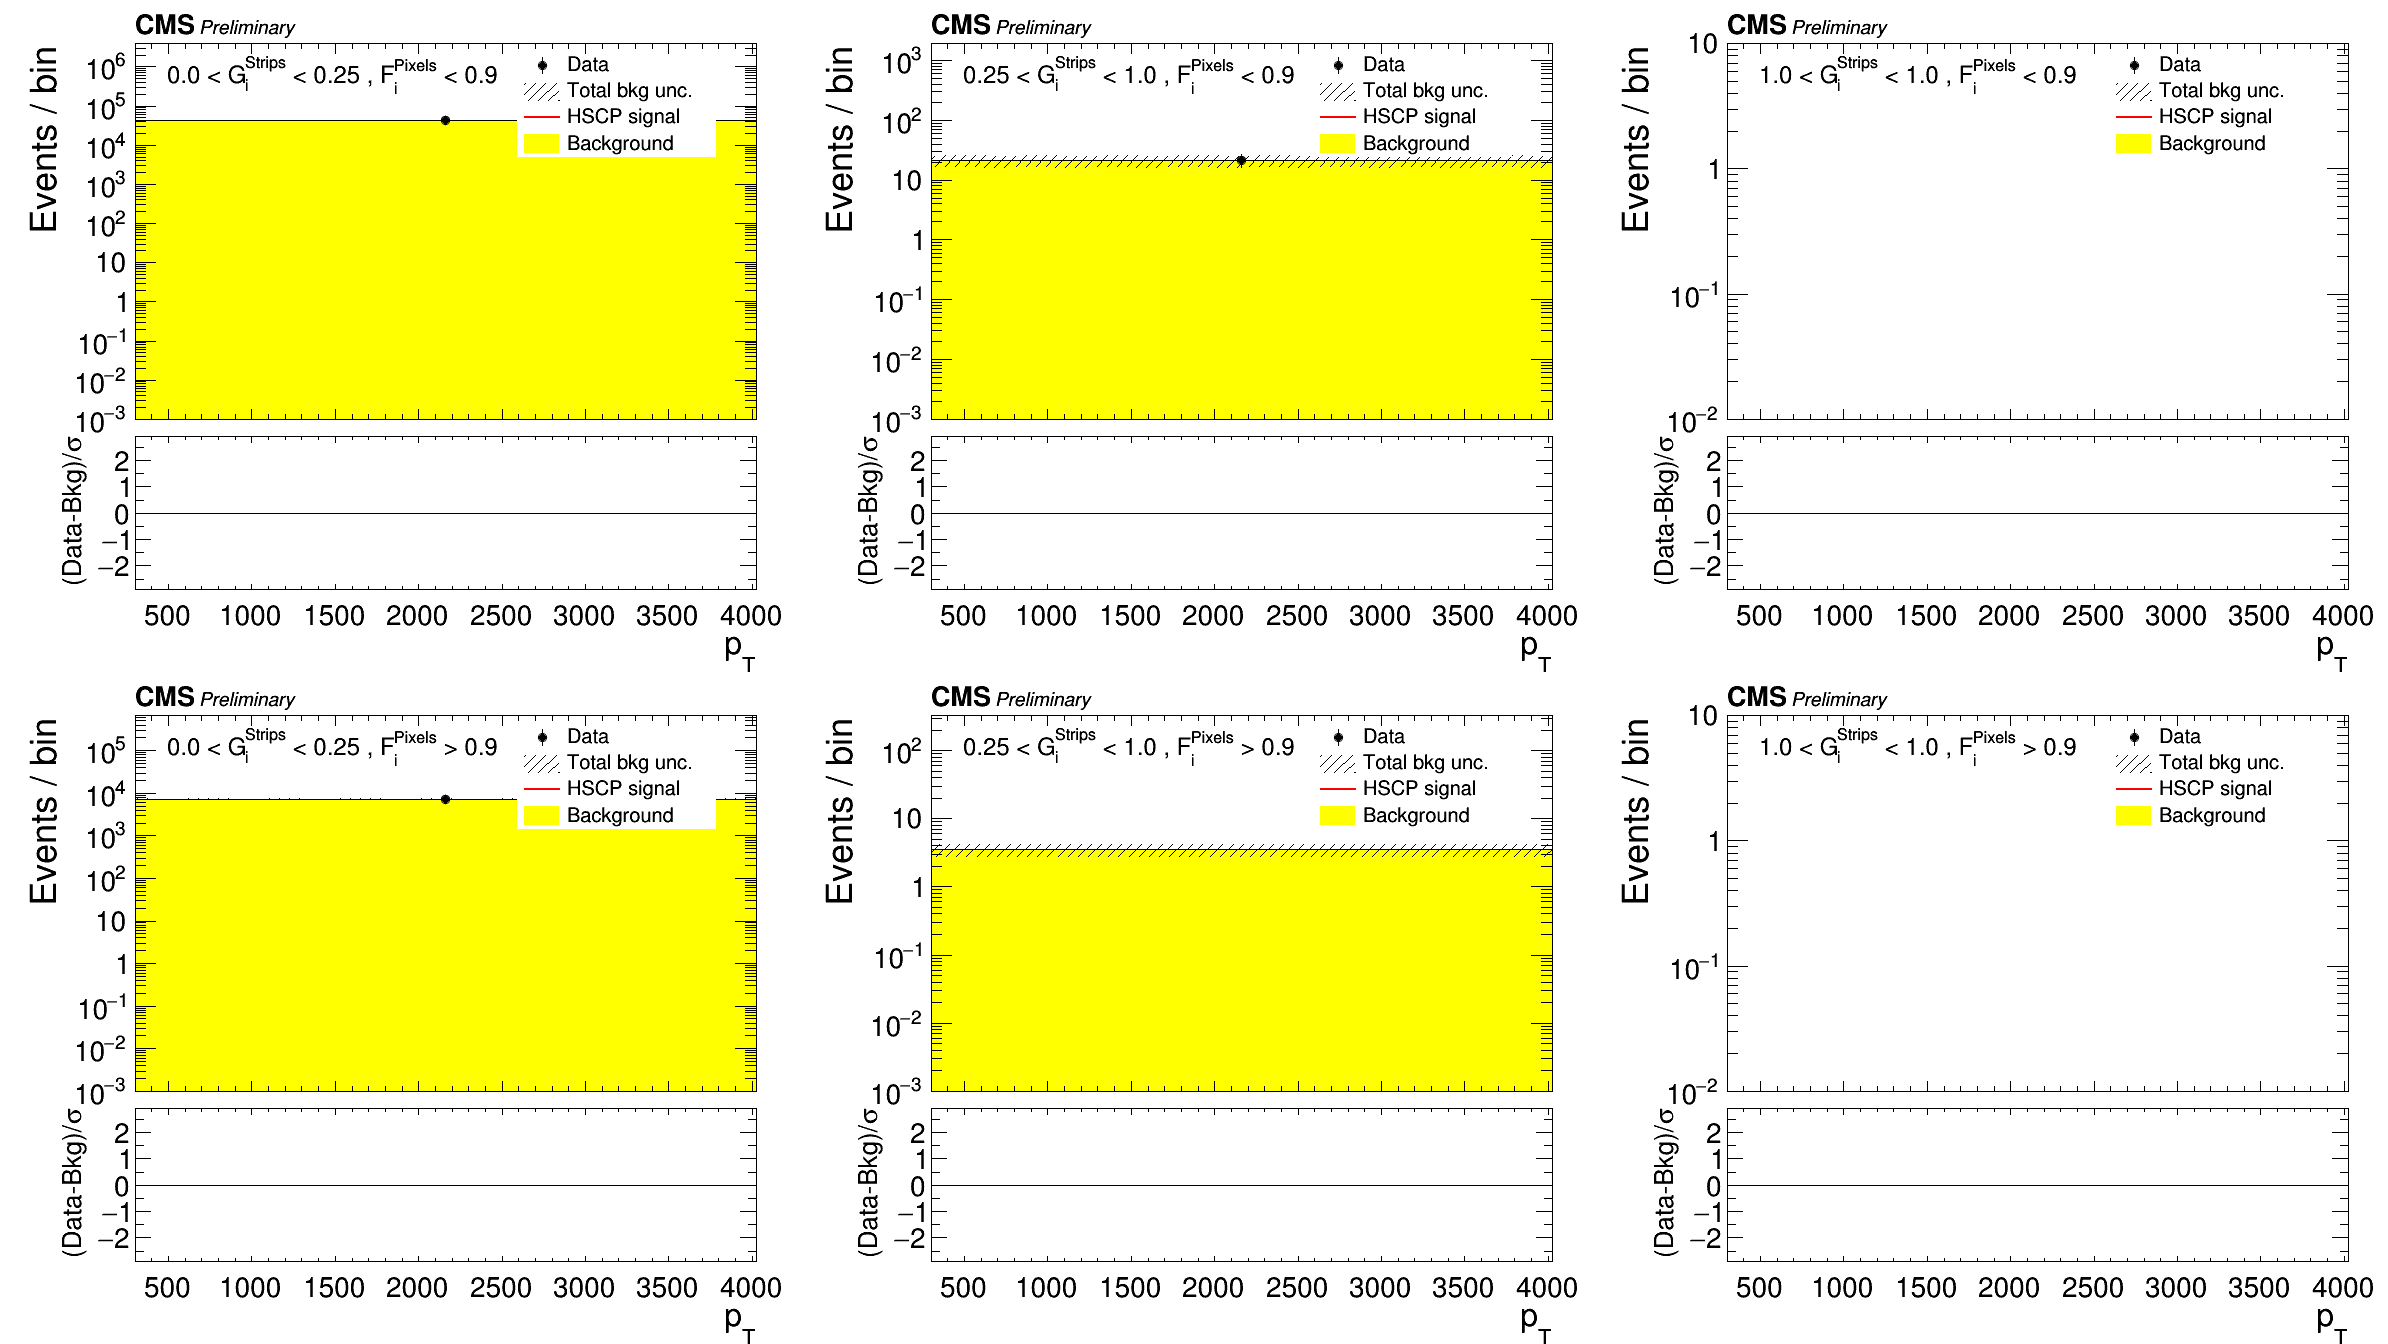 CMS Preliminary
Events / bin
0.0 < G_i^Strips < 0.25 , F_i^Pixels < 0.9
Data
Total bkg unc.
HSCP signal
Background
10^6
10^5
10^4
10^3
10^2
10
1
10^−1
10^−2
10^−3
(Data-Bkg)/σ
2
1
0
−1
−2
500 1000 1500 2000 2500 3000 3500 4000
p_T
CMS Preliminary
Events / bin
0.25 < G_i^Strips < 1.0 , F_i^Pixels < 0.9
Data
Total bkg unc.
HSCP signal
Background
10^3
10^2
10
1
10^−1
10^−2
10^−3
(Data-Bkg)/σ
2
1
0
−1
−2
500 1000 1500 2000 2500 3000 3500 4000
p_T
CMS Preliminary
Events / bin
1.0 < G_i^Strips < 1.0 , F_i^Pixels < 0.9
Data
Total bkg unc.
HSCP signal
Background
10
1
10^−1
10^−2
(Data-Bkg)/σ
2
1
0
−1
−2
500 1000 1500 2000 2500 3000 3500 4000
p_T
CMS Preliminary
Events / bin
0.0 < G_i^Strips < 0.25 , F_i^Pixels > 0.9
Data
Total bkg unc.
HSCP signal
Background
10^5
10^4
10^3
10^2
10
1
10^−1
10^−2
10^−3
(Data-Bkg)/σ
2
1
0
−1
−2
500 1000 1500 2000 2500 3000 3500 4000
p_T
CMS Preliminary
Events / bin
0.25 < G_i^Strips < 1.0 , F_i^Pixels > 0.9
Data
Total bkg unc.
HSCP signal
Background
10^2
10
1
10^−1
10^−2
10^−3
(Data-Bkg)/σ
2
1
0
−1
−2
500 1000 1500 2000 2500 3000 3500 4000
p_T
CMS Preliminary
Events / bin
1.0 < G_i^Strips < 1.0 , F_i^Pixels > 0.9
Data
Total bkg unc.
HSCP signal
Background
10
1
10^−1
10^−2
(Data-Bkg)/σ
2
1
0
−1
−2
500 1000 1500 2000 2500 3000 3500 4000
p_T